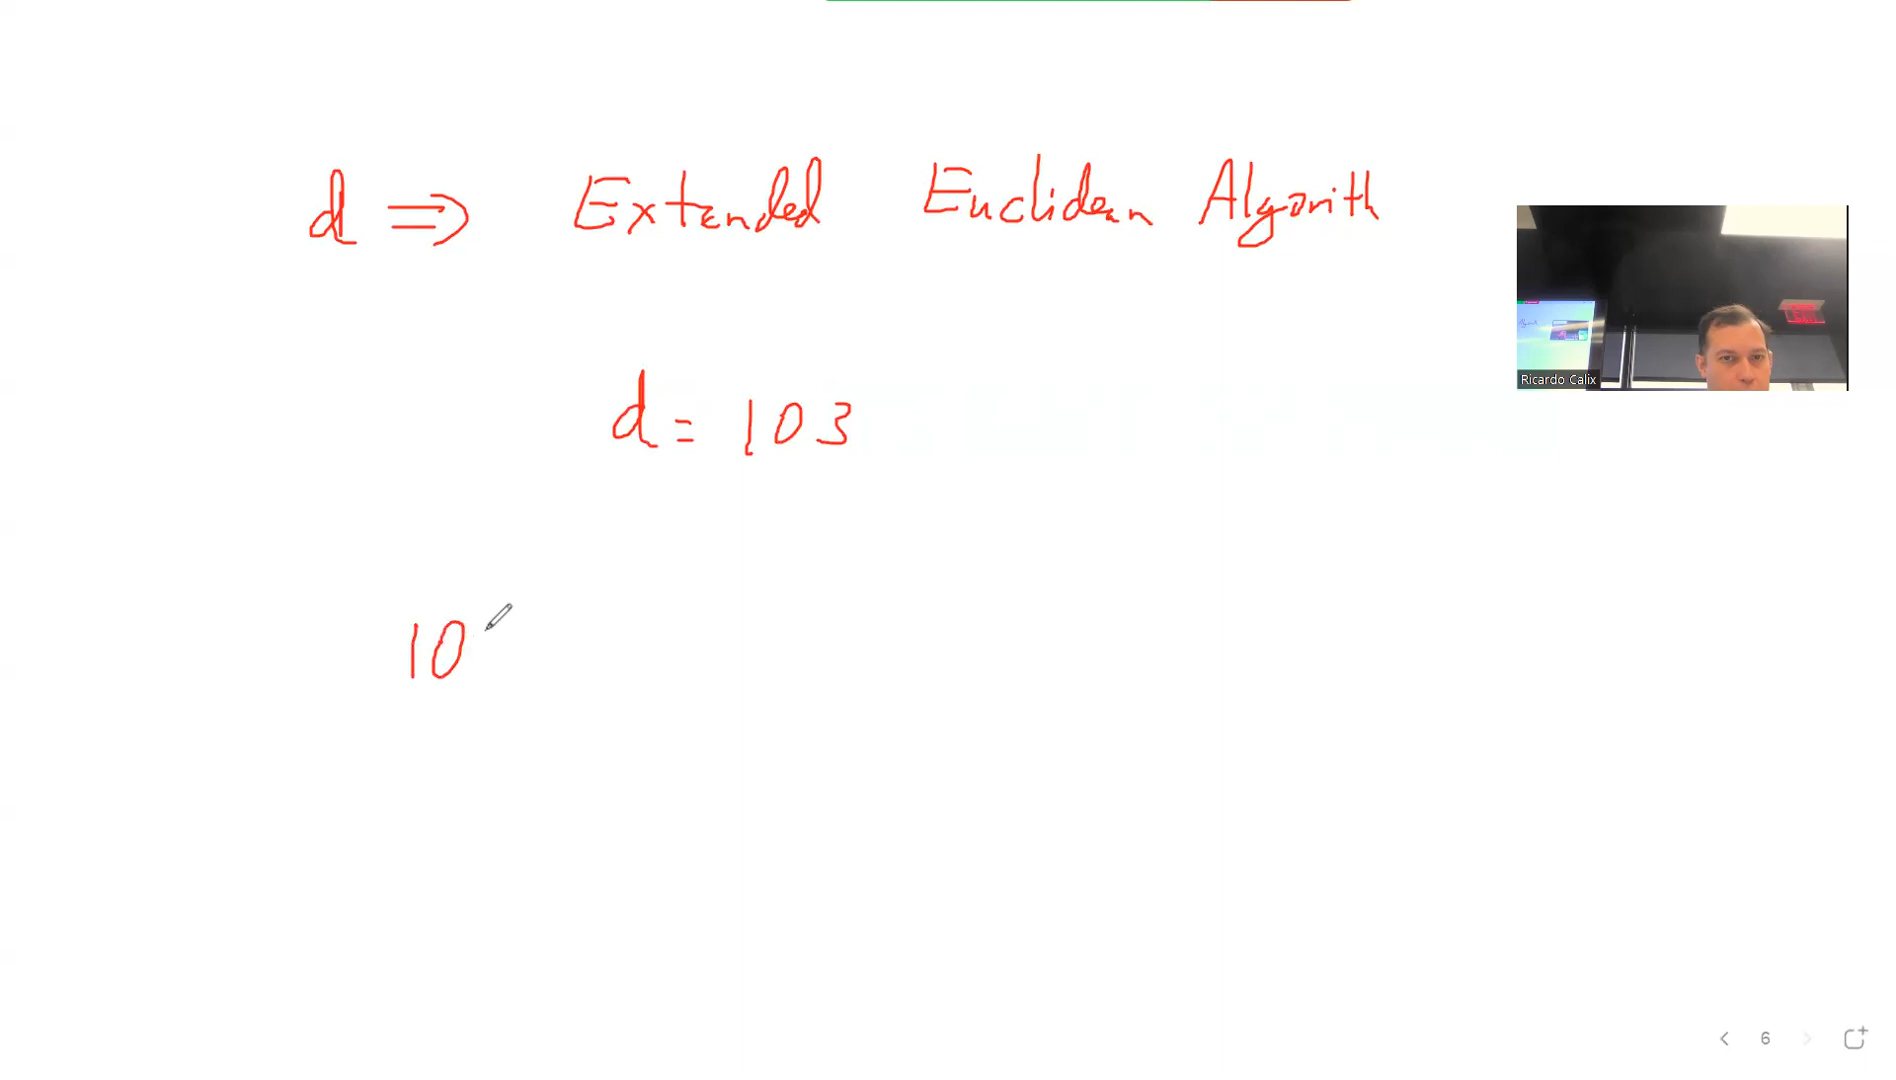 d ⇒ Extended Euclidean Algorith
Ricardo Calix
d = 103
10
6